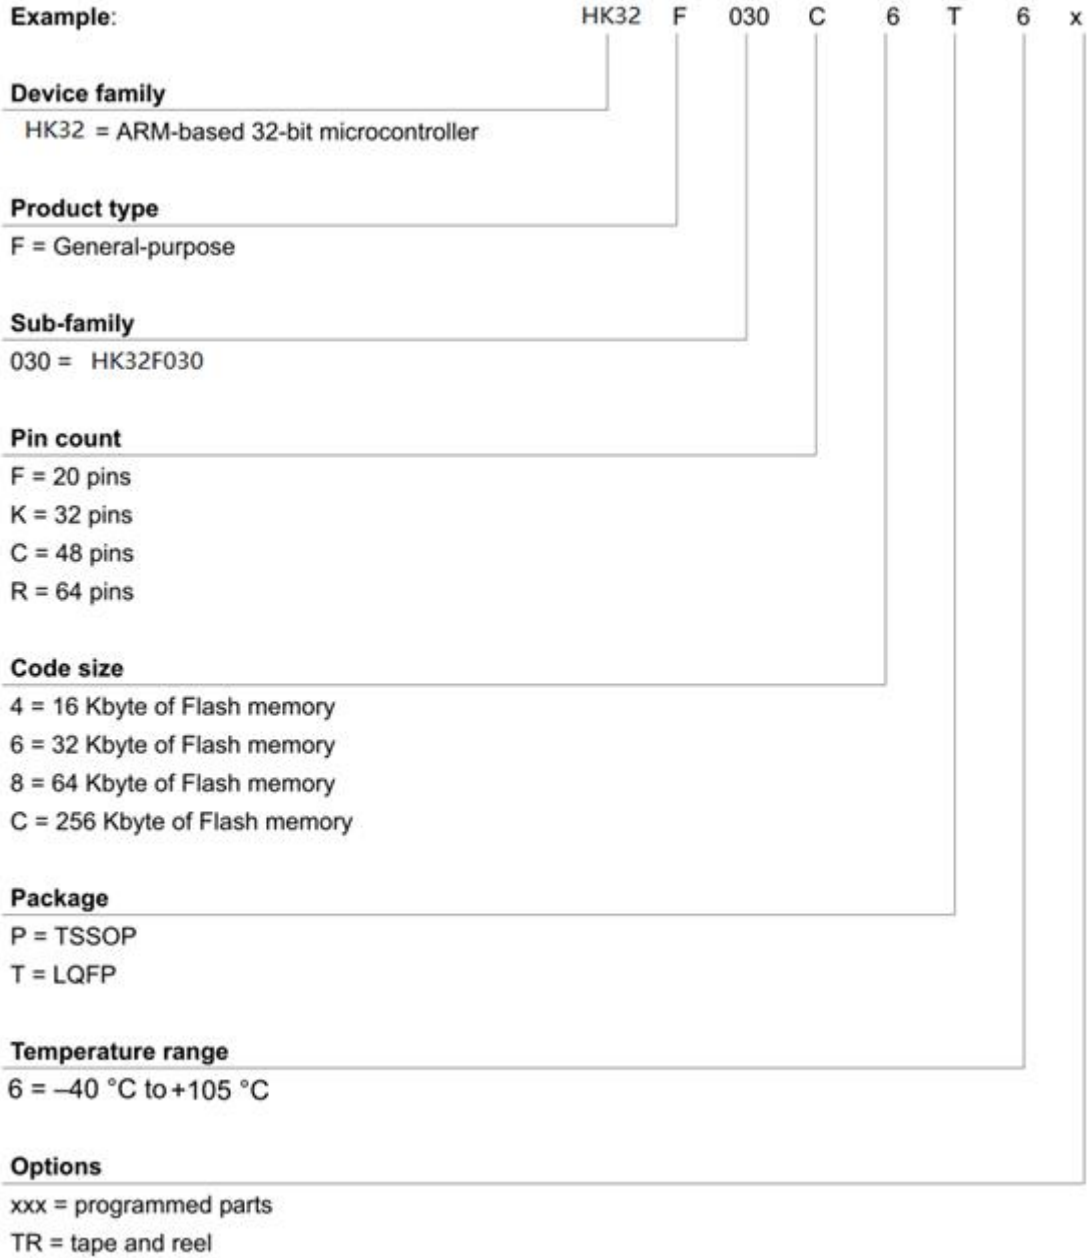 Example: HK32 F 030 C 6 T 6 x
Device family
HK32 = ARM-based 32-bit microcontroller
Product type
F = General-purpose
Sub-family
030 = HK32F030
Pin count
F = 20 pins
K = 32 pins
C = 48 pins
R = 64 pins
Code size
4 = 16 Kbyte of Flash memory
6 = 32 Kbyte of Flash memory
8 = 64 Kbyte of Flash memory
C = 256 Kbyte of Flash memory
Package
P = TSSOP
T = LQFP
Temperature range
6 = –40 °C to +105 °C
Options
xxx = programmed parts
TR = tape and reel